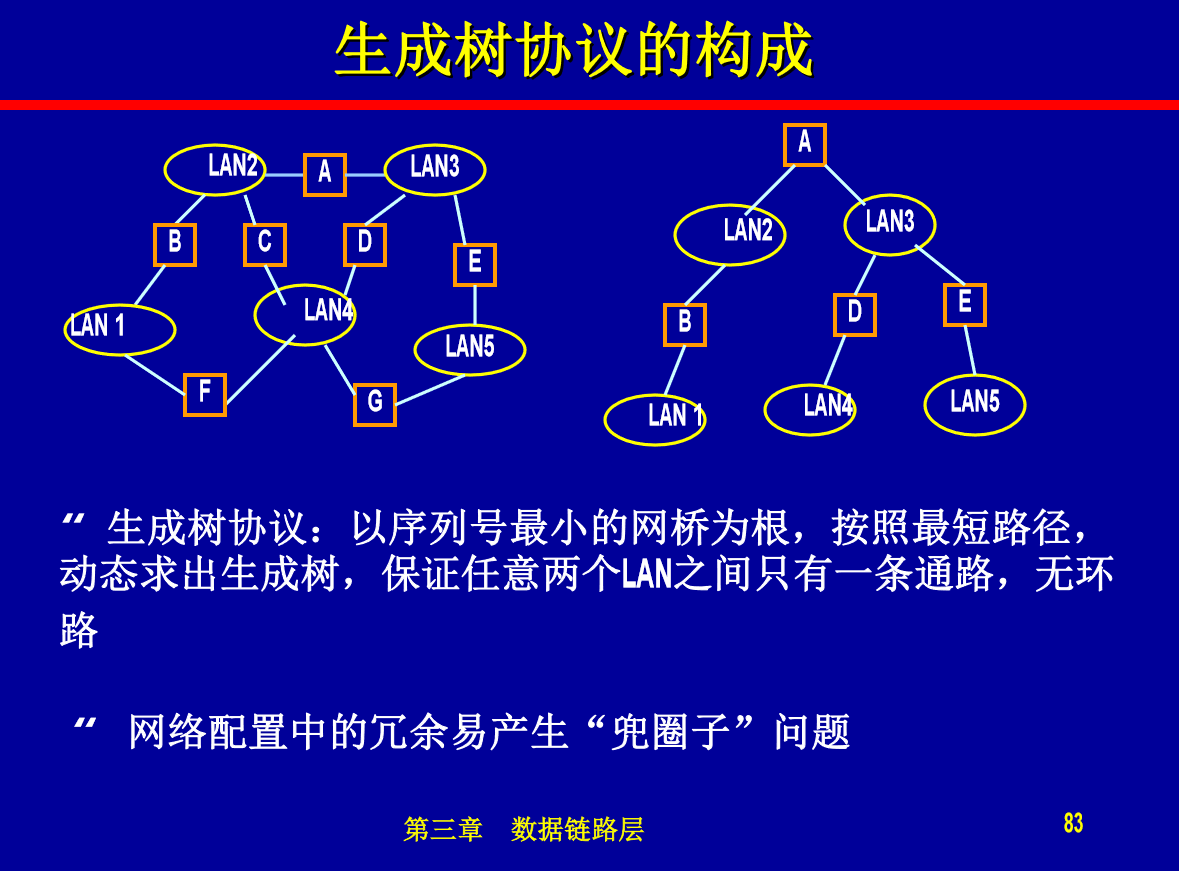 生成树协议的构成
LAN2
A
LAN3
B
C
D
E
LAN 1
LAN4
LAN5
F
G
A
LAN2
LAN3
B
D
E
LAN 1
LAN4
LAN5
“ 生成树协议：以序列号最小的网桥为根，按照最短路径，
动态求出生成树，保证任意两个LAN之间只有一条通路，无环
路
“ 网络配置中的冗余易产生“兜圈子”问题
第三章 数据链路层
83